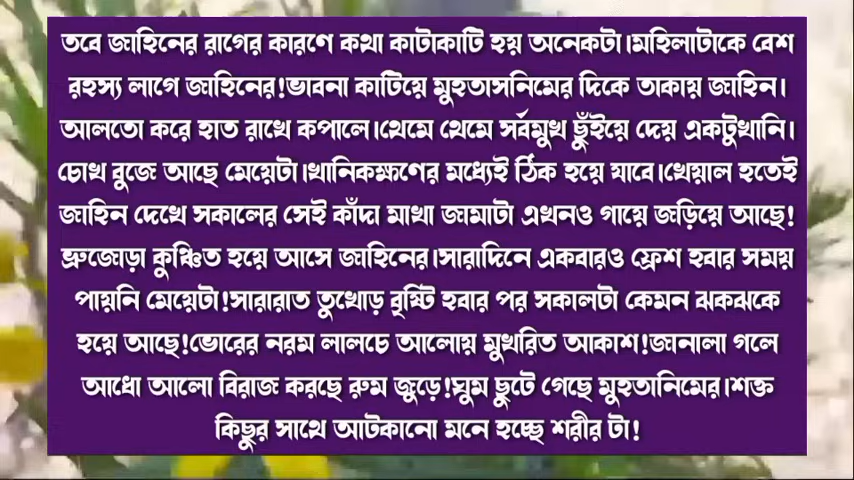 তবে জাহিনের রাগের কারণে কথা কাটাকাটি হয় অনেকটা।মহিলাটাকে বেশ
রহস্য লাগে জাহিনের!ভাবনা কাটিয়ে মুহতাসনিমের দিকে তাকায় জাহিন।
আলতো করে হাত রাখে কপালে।থেমে থেমে সর্বমুখ ছুঁইয়ে দেয় একটুখানি।
চোখ বুজে আছে মেয়েটা।খানিকক্ষণের মধ্যেই ঠিক হয়ে যাবে।খেয়াল হতেই
জাহিন দেখে সকালের সেই কাঁদা মাখা জামাটা এখনও গায়ে জড়িয়ে আছে!
ভ্রুজোড়া কুঞ্চিত হয়ে আসে জাহিনের।সারাদিনে একবারও ফ্রেশ হবার সময়
পায়নি মেয়েটা!সারারাত তুখোড় বৃষ্টি হবার পর সকালটা কেমন ঝকঝকে
হয়ে আছে!ভোরের নরম লালচে আলোয় মুখরিত আকাশ!জানালা গলে
আধো আলো বিরাজ করছে রুম জুড়ে!ঘুম ছুটে গেছে মুহতানিমের।শক্ত
কিছুর সাথে আটকানো মনে হচ্ছে শরীর টা!